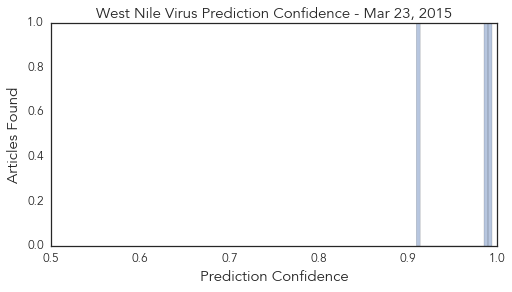 West Nile Virus Prediction Confidence - Mar 23, 2015
1.0
0.8
0.6
0.4
0.2
0.0
Articles Found
0.5 0.6 0.7 0.8 0.9 1.0
Prediction Confidence